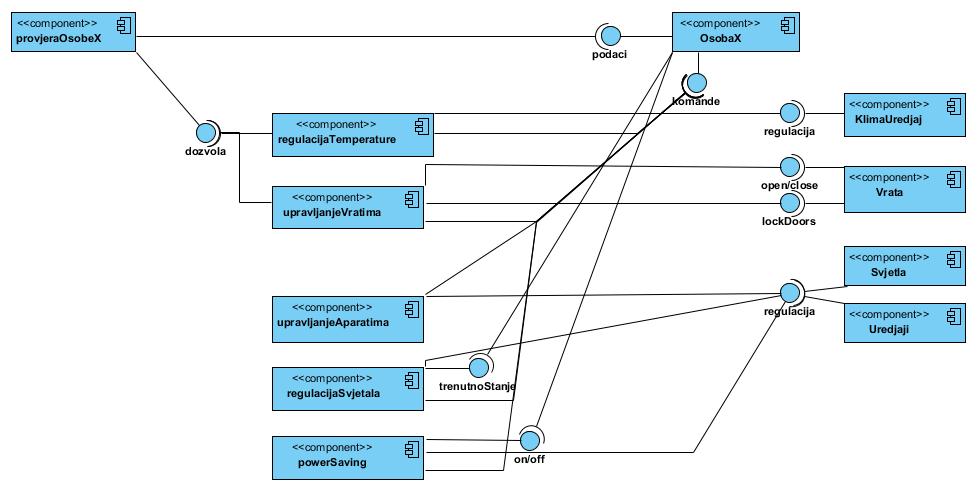 <<component>>
provjeraOsobeX
podaci
<<component>>
OsobaX
komande
dozvola
<<component>>
regulacijaTemperature
regulacija
<<component>>
KlimaUredjaj
<<component>>
upravljanjeVratima
open/close
lockDoors
<<component>>
Vrata
<<component>>
upravljanjeAparatima
regulacija
<<component>>
Svjetla
<<component>>
Uredjaji
<<component>>
regulacijaSvjetala
trenutnoStanje
<<component>>
powerSaving
on/off